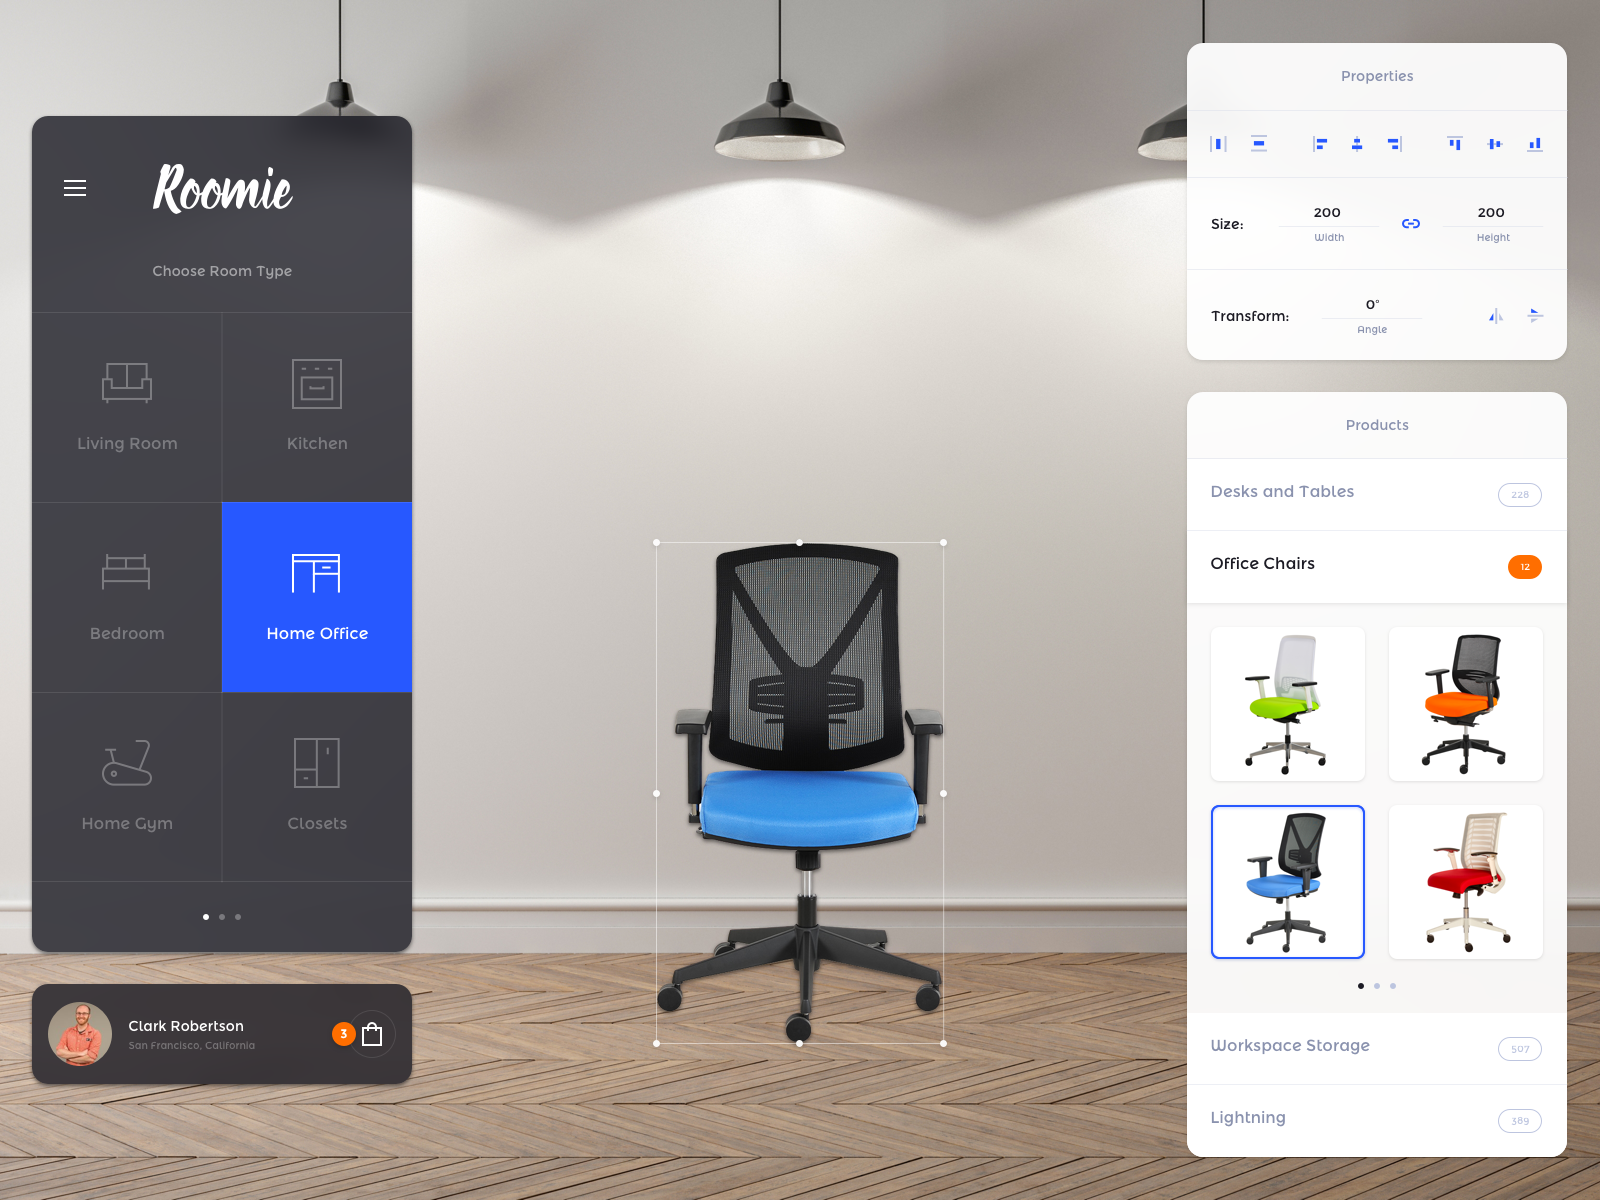 Roomie
Choose Room Type
Living Room
Kitchen
Bedroom
Home Office
Home Gym
Closets
Clark Robertson
San Francisco, California
3
Properties
Size:
200
Width
200
Height
Transform:
0°
Angle
Products
Desks and Tables
228
Office Chairs
12
Workspace Storage
507
Lightning
389